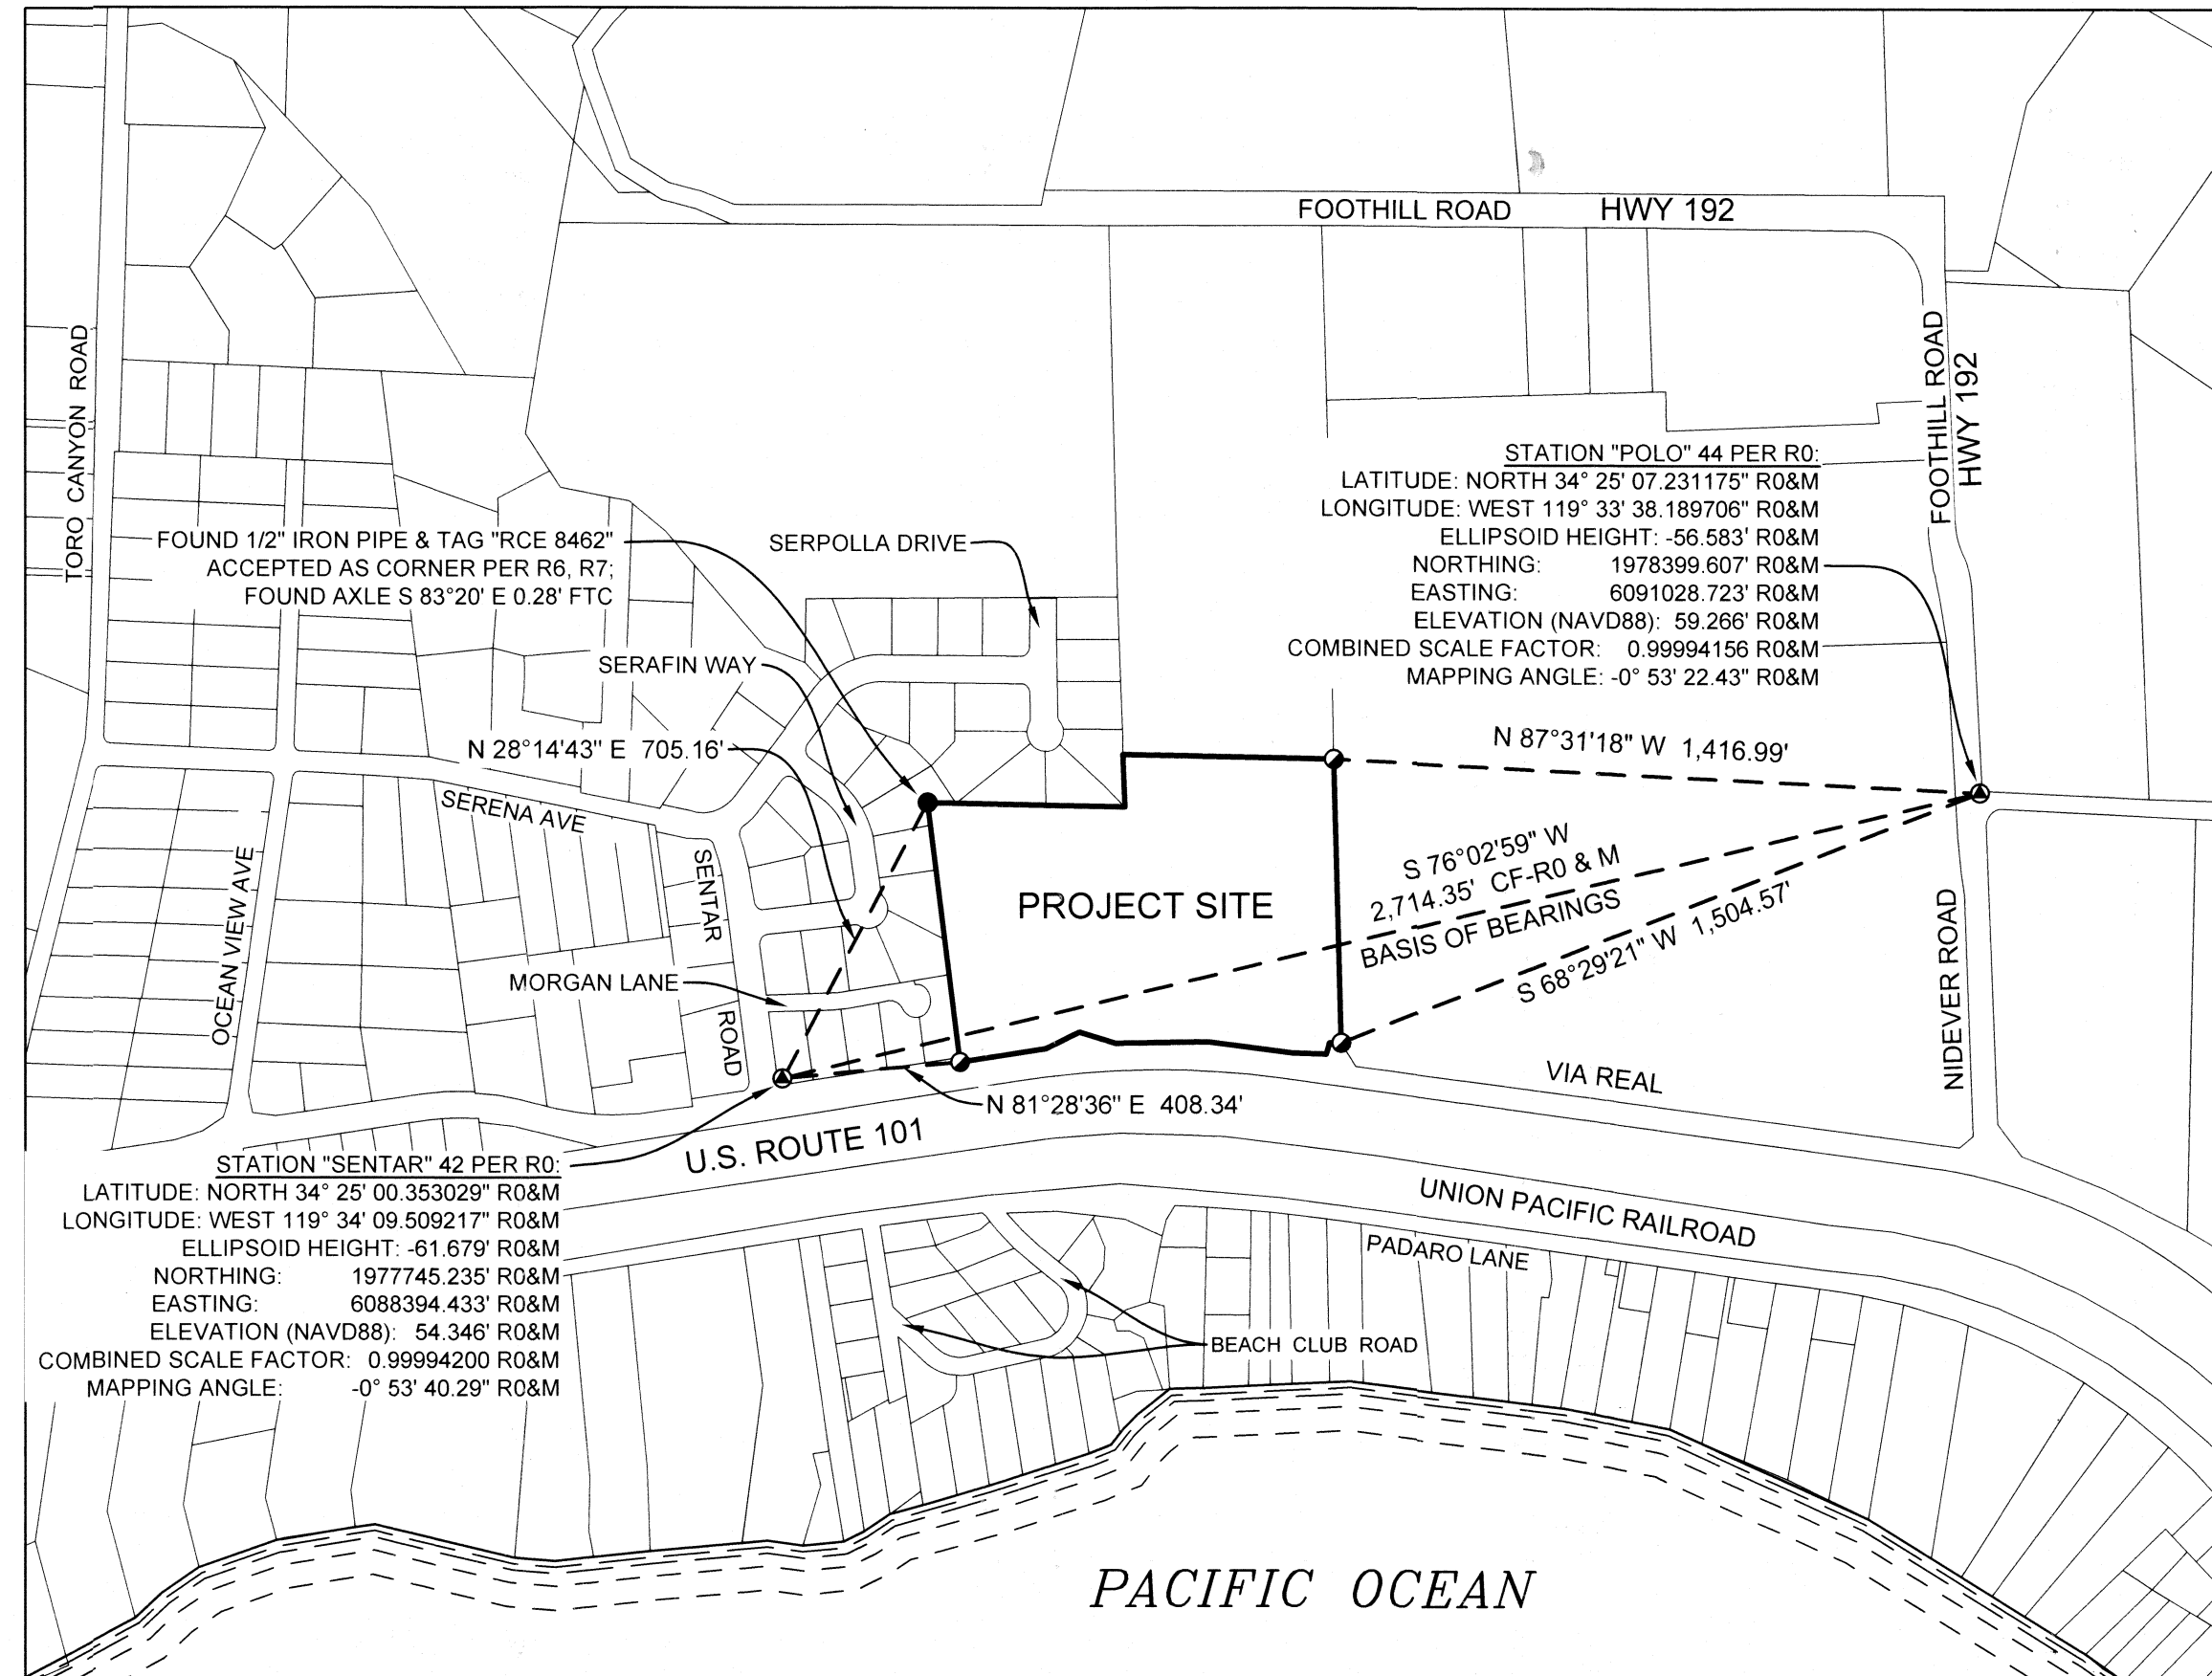 FOOTHILL ROAD HWY 192
TORO CANYON ROAD
FOOTHILL ROAD
HWY 192
STATION "POLO" 44 PER R0:
LATITUDE: NORTH 34° 25' 07.231175" R0&M
LONGITUDE: WEST 119° 33' 38.189706" R0&M
ELLIPSOID HEIGHT: -56.583' R0&M
NORTHING: 1978399.607' R0&M
EASTING: 6091028.723' R0&M
ELEVATION (NAVD88): 59.266' R0&M
COMBINED SCALE FACTOR: 0.99994156 R0&M
MAPPING ANGLE: -0° 53' 22.43" R0&M
FOUND 1/2" IRON PIPE & TAG "RCE 8462"
ACCEPTED AS CORNER PER R6, R7;
FOUND AXLE S 83°20' E 0.28' FTC
SERPOLLA DRIVE
SERAFIN WAY
N 28°14'43" E 705.16'
N 87°31'18" W 1,416.99'
SERENA AVE
SENTAR
ROAD
OCEAN VIEW AVE
PROJECT SITE
S 76°02'59" W
2,714.35' CF-R0 & M
BASIS OF BEARINGS
S 68°29'21" W 1,504.57'
NIDEVER ROAD
MORGAN LANE
VIA REAL
N 81°28'36" E 408.34'
U.S. ROUTE 101
STATION "SENTAR" 42 PER R0:
LATITUDE: NORTH 34° 25' 00.353029" R0&M
LONGITUDE: WEST 119° 34' 09.509217" R0&M
ELLIPSOID HEIGHT: -61.679' R0&M
NORTHING: 1977745.235' R0&M
EASTING: 6088394.433' R0&M
ELEVATION (NAVD88): 54.346' R0&M
COMBINED SCALE FACTOR: 0.99994200 R0&M
MAPPING ANGLE: -0° 53' 40.29" R0&M
UNION PACIFIC RAILROAD
PADARO LANE
BEACH CLUB ROAD
PACIFIC OCEAN